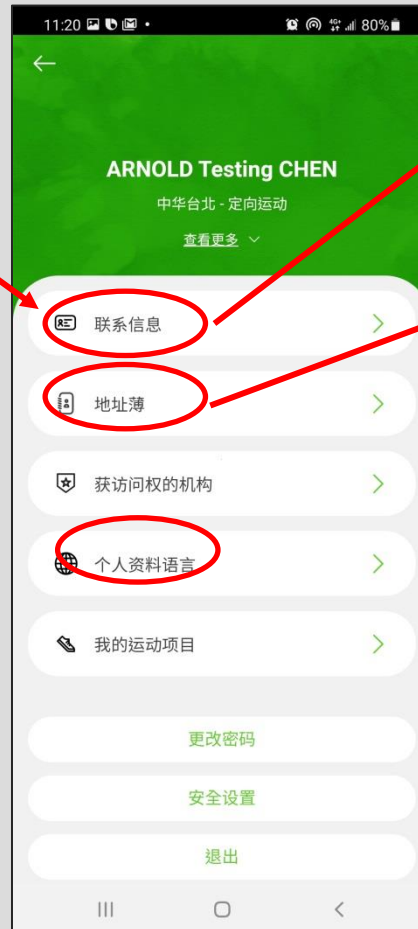 11:20
4G+
80%
ARNOLD Testing CHEN
中华台北 - 定向运动
查看更多
联系信息
地址薄
获访问权的机构
个人资料语言
我的运动项目
更改密码
安全设置
退出